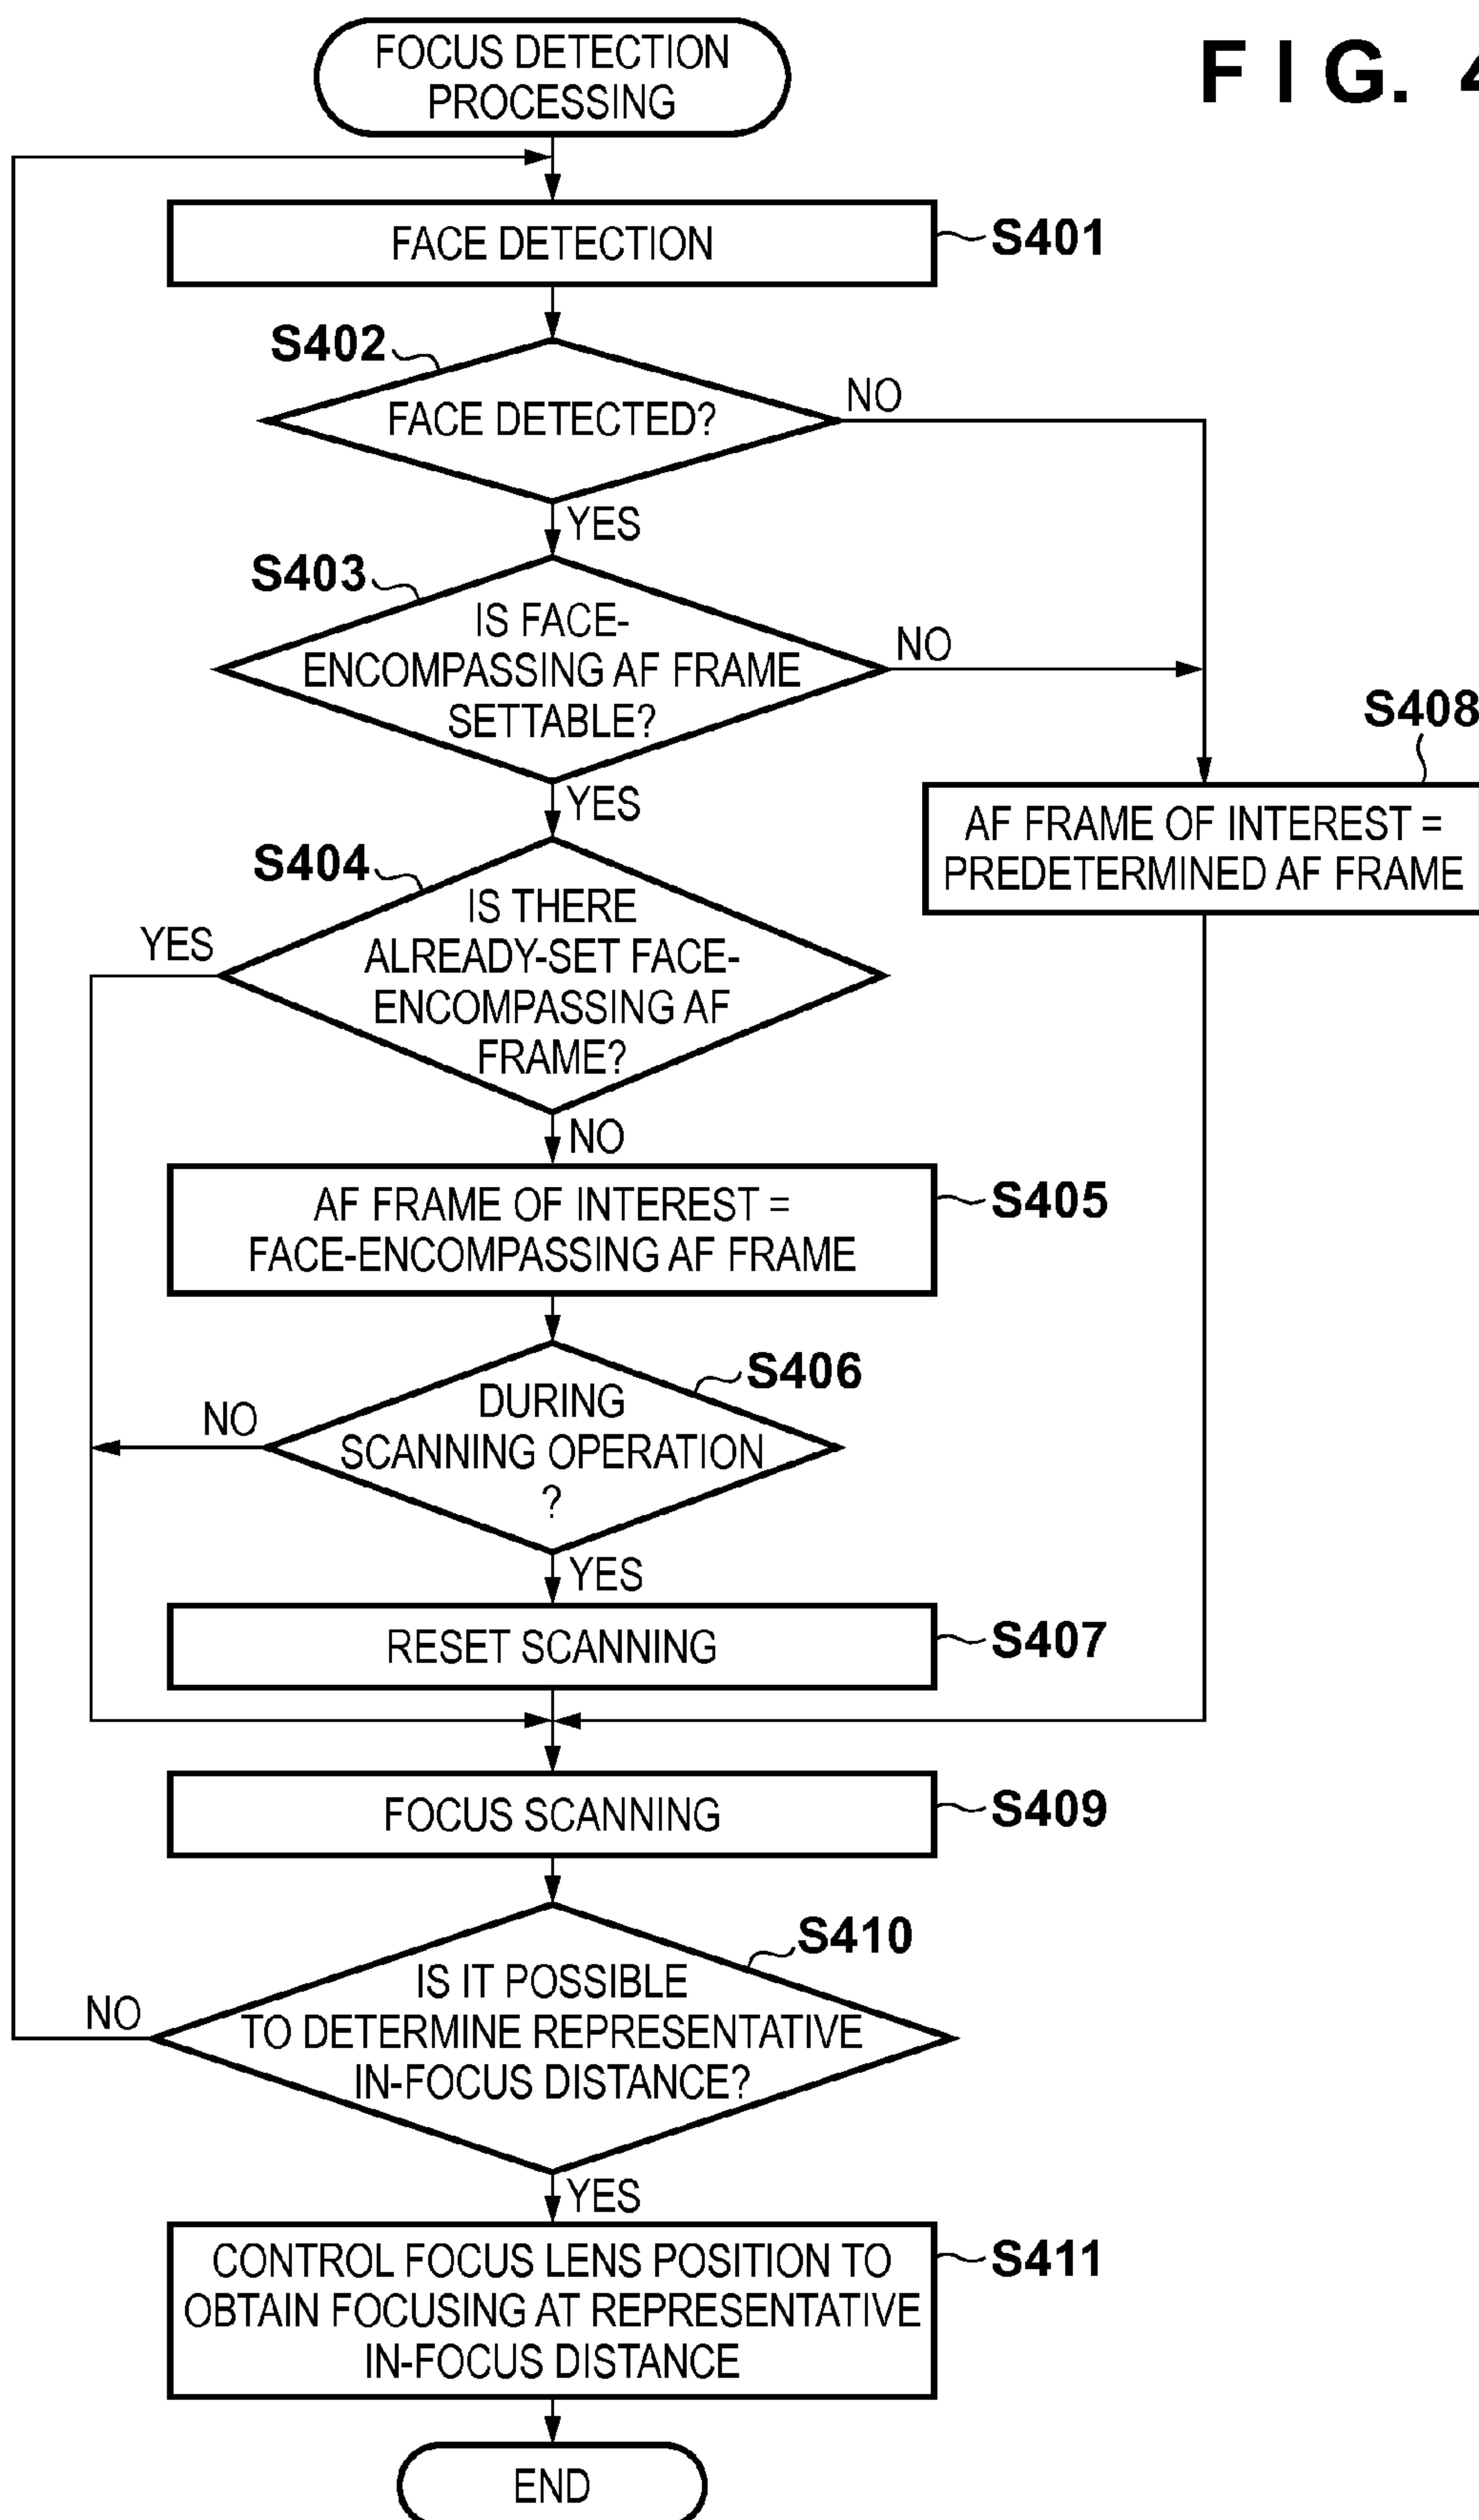 FOCUS DETECTION
PROCESSING
F I G. 4
FACE DETECTION
S401
S402
FACE DETECTED?
NO
YES
S403
IS FACE-
ENCOMPASSING AF FRAME
SETTABLE?
NO
YES
S408
AF FRAME OF INTEREST =
PREDETERMINED AF FRAME
S404
IS THERE
ALREADY-SET FACE-
ENCOMPASSING AF
FRAME?
YES
NO
AF FRAME OF INTEREST =
FACE-ENCOMPASSING AF FRAME
S405
S406
DURING
SCANNING OPERATION
?
NO
YES
RESET SCANNING
S407
FOCUS SCANNING
S409
S410
IS IT POSSIBLE
TO DETERMINE REPRESENTATIVE
IN-FOCUS DISTANCE?
NO
YES
CONTROL FOCUS LENS POSITION TO
OBTAIN FOCUSING AT REPRESENTATIVE
IN-FOCUS DISTANCE
S411
END